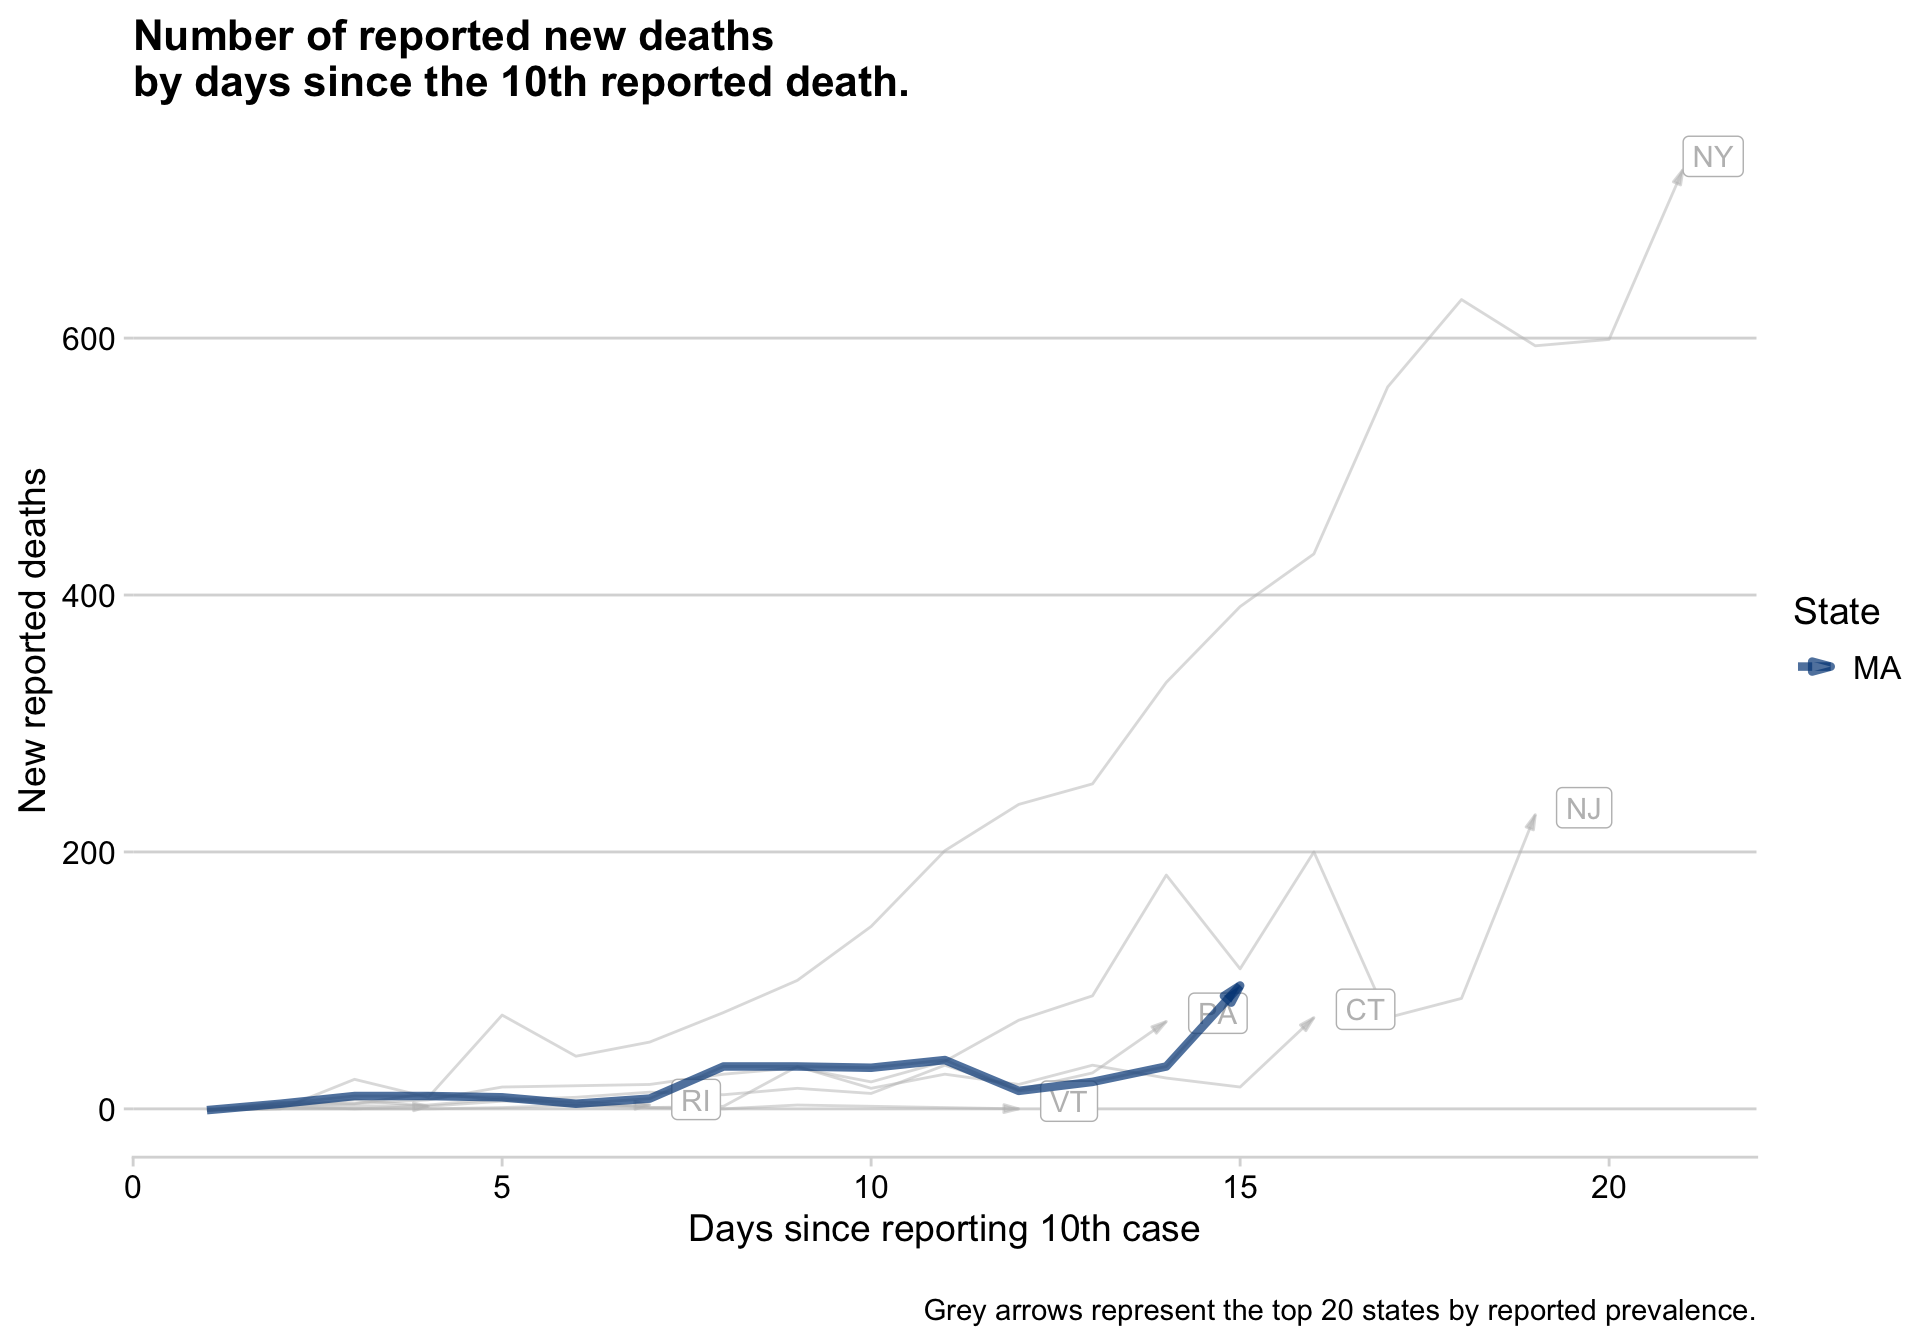 Number of reported new deaths
by days since the 10th reported death.
NY
600
400
200
0
New reported deaths
NJ
PA
CT
RI
VT
State
MA
0 5 10 15 20
Days since reporting 10th case
Grey arrows represent the top 20 states by reported prevalence.